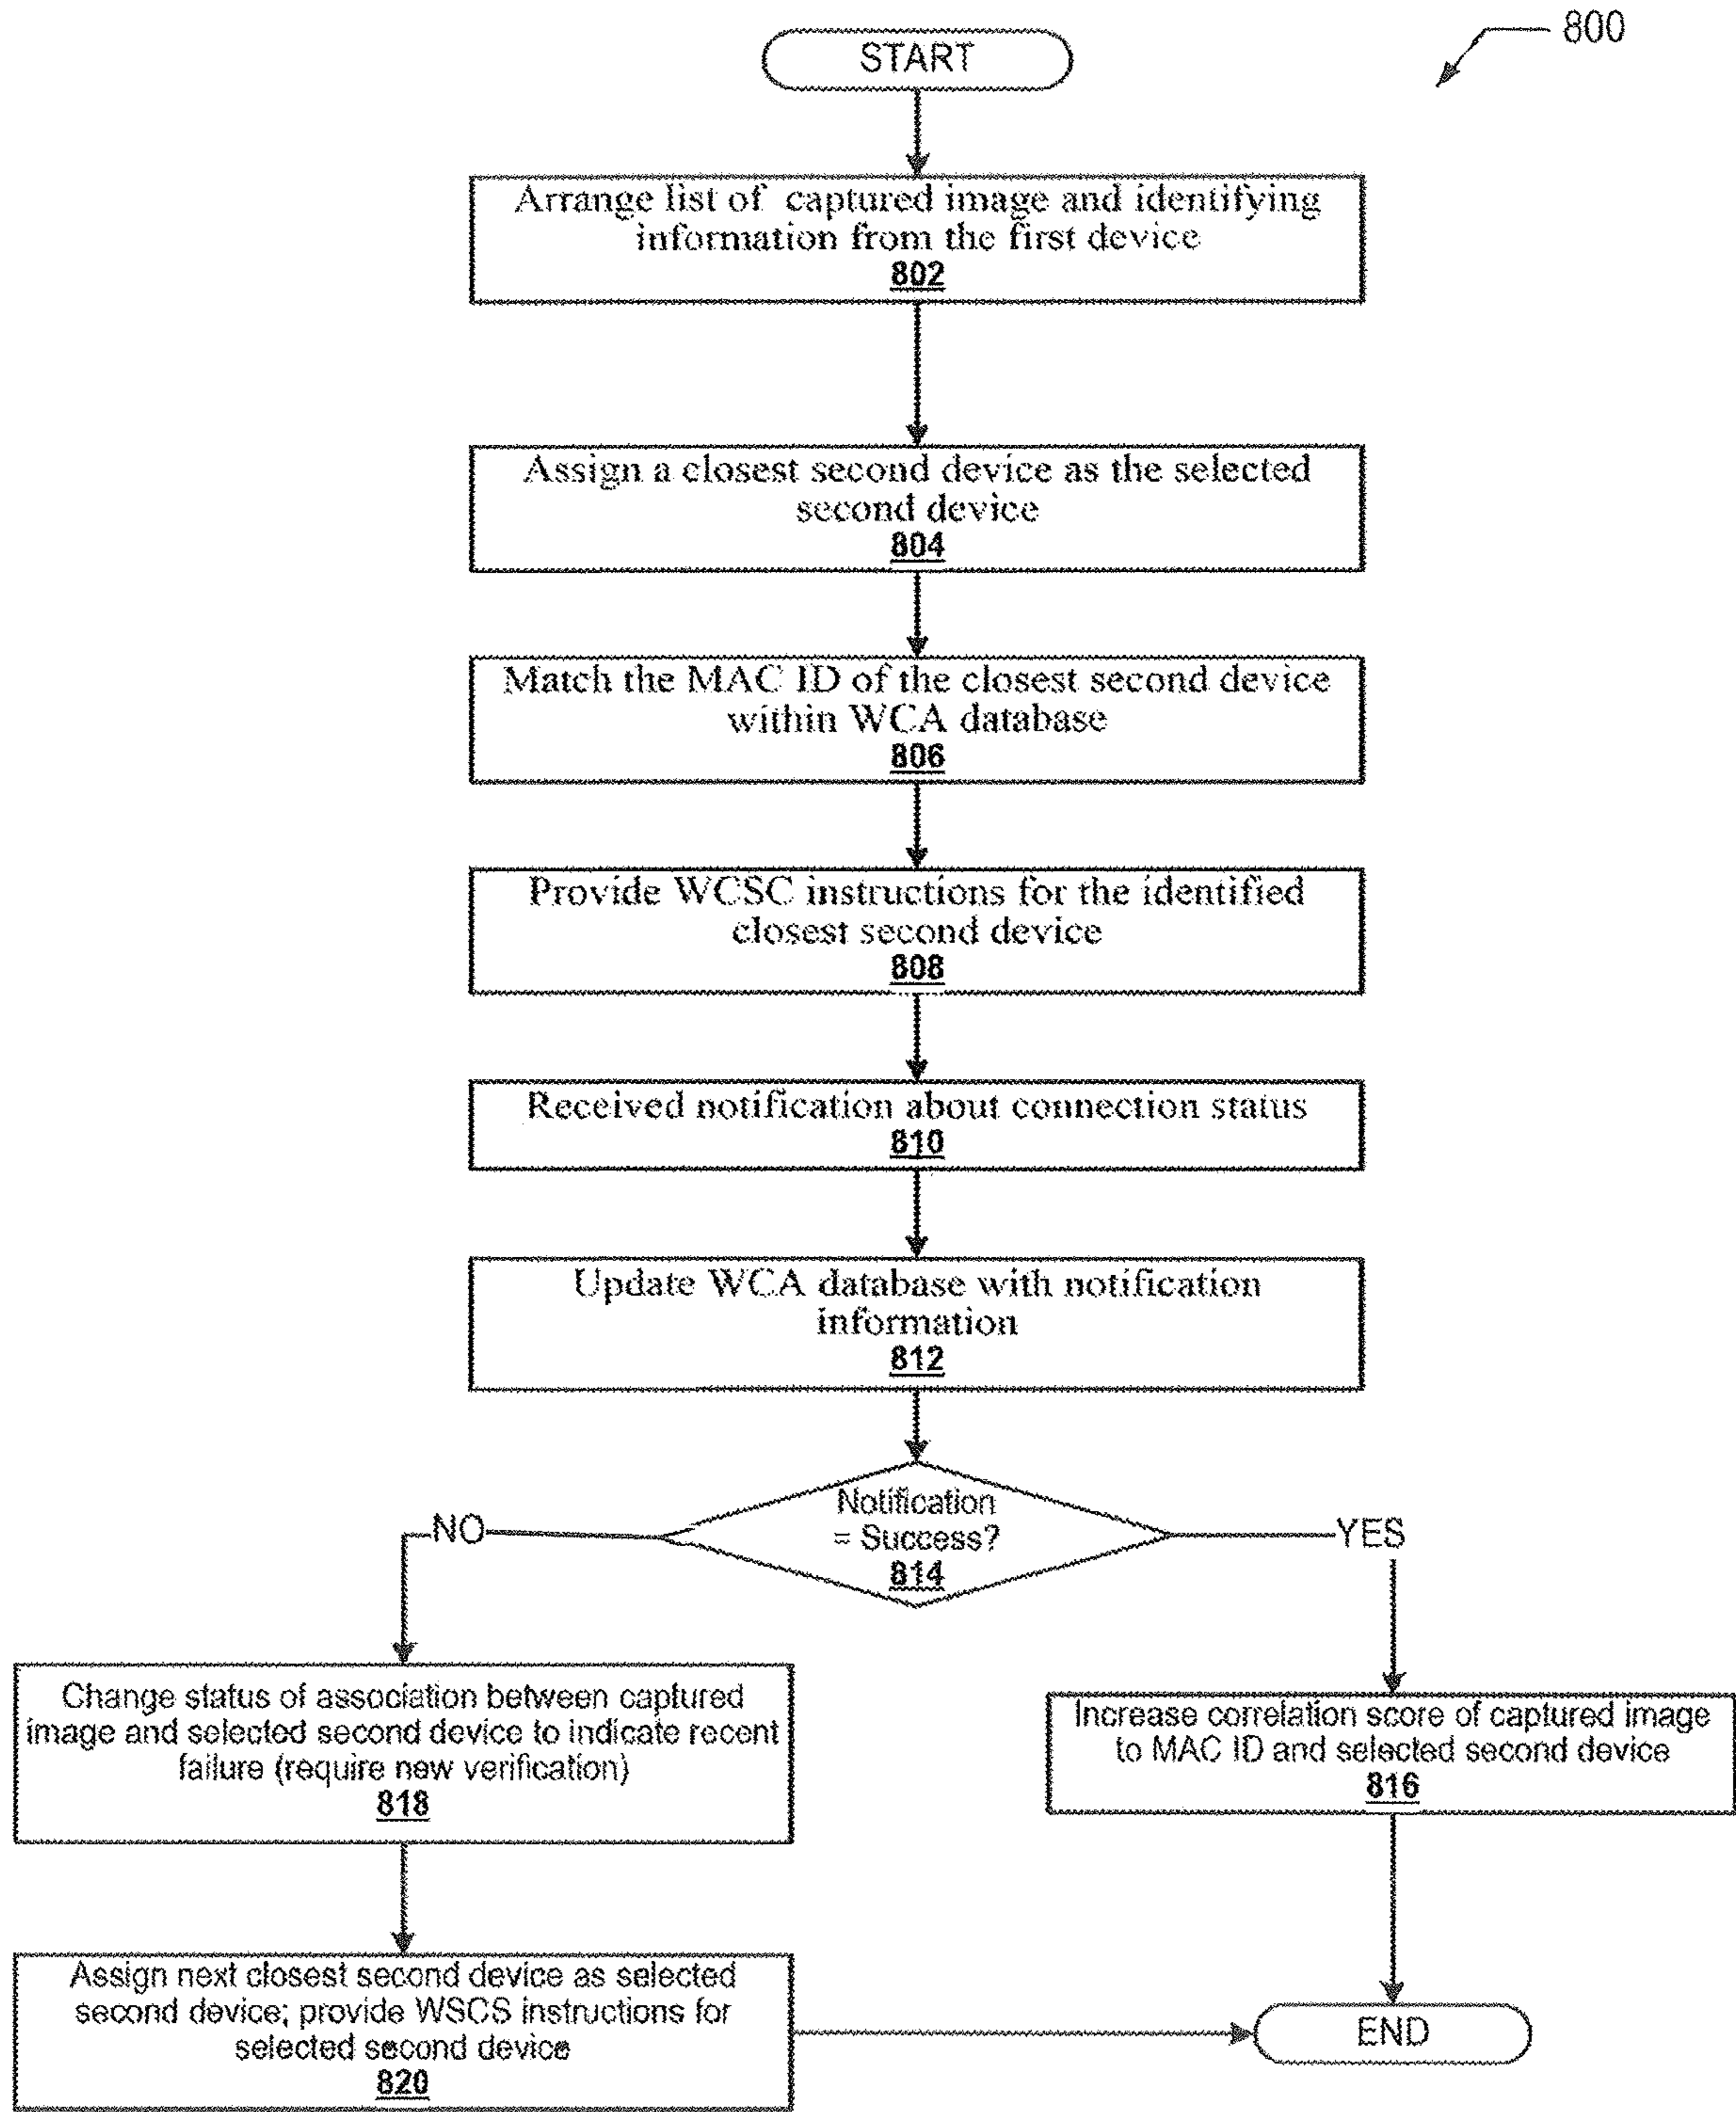 800
START
Arrange list of captured image and identifying
information from the first device
802
Assign a closest second device as the selected
second device
804
Match the MAC ID of the closest second device
within WCA database
806
Provide WCSC instructions for the identified
closest second device
808
Received notification about connection status
810
Update WCA database with notification
information
812
Notification
= Success?
814
NO
YES
Change status of association between captured
image and selected second device to indicate recent
failure (require new verification)
818
Increase correlation score of captured image
to MAC ID and selected second device
816
Assign next closest second device as selected
second device; provide WSCS instructions for
selected second device
820
END